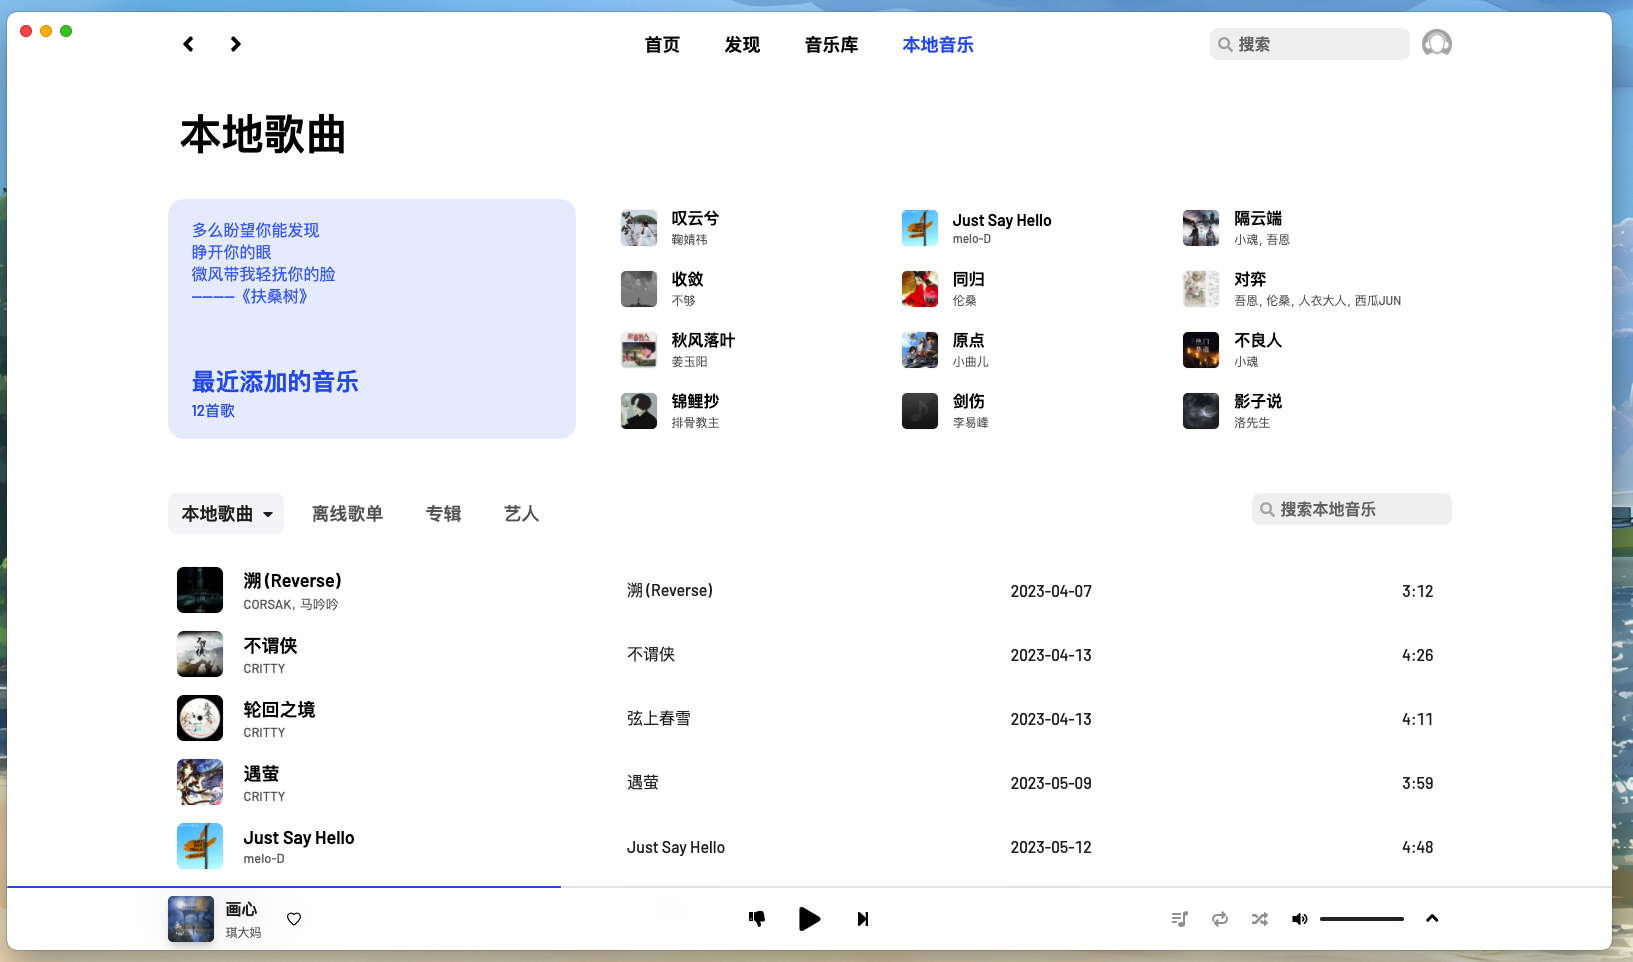 首页
发现
音乐库
本地音乐
搜索
本地歌曲
多么盼望你能发现
睁开你的眼
微风带我轻抚你的脸
————《扶桑树》
最近添加的音乐
12首歌
叹云兮
鞠婧祎
Just Say Hello
melo-D
隔云端
小魂, 吾恩
收敛
不够
同归
伦桑
对弈
吾恩, 伦桑, 人衣大人, 西瓜JUN
秋风落叶
姜玉阳
原点
小曲儿
不良人
小魂
锦鲤抄
排骨教主
剑伤
李易峰
影子说
洛先生
本地歌曲
离线歌单
专辑
艺人
搜索本地音乐
溯 (Reverse)
CORSAK, 马吟吟
溯 (Reverse)
2023-04-07
3:12
不谓侠
CRITTY
不谓侠
2023-04-13
4:26
轮回之境
CRITTY
弦上春雪
2023-04-13
4:11
遇萤
CRITTY
遇萤
2023-05-09
3:59
Just Say Hello
melo-D
Just Say Hello
2023-05-12
4:48
画心
琪大妈